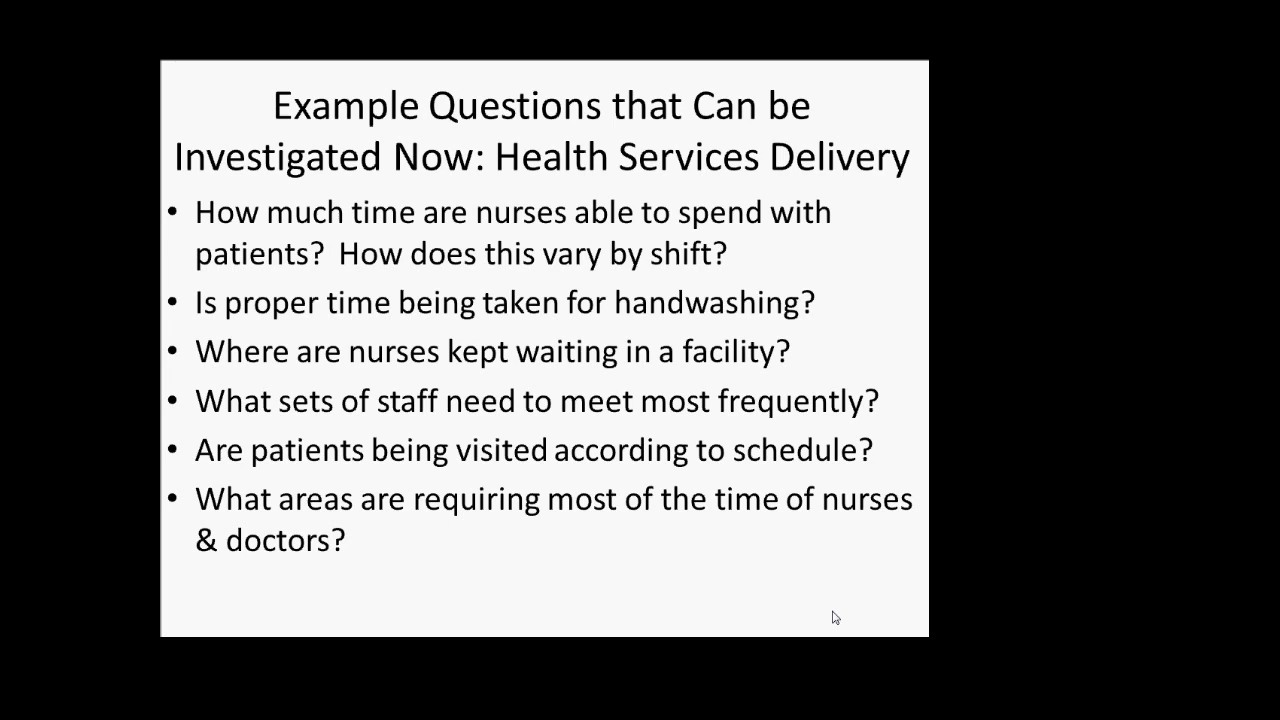 Example Questions that Can be
Investigated Now: Health Services Delivery
• How much time are nurses able to spend with
patients?  How does this vary by shift?
• Is proper time being taken for handwashing?
• Where are nurses kept waiting in a facility?
• What sets of staff need to meet most frequently?
• Are patients being visited according to schedule?
• What areas are requiring most of the time of nurses
& doctors?